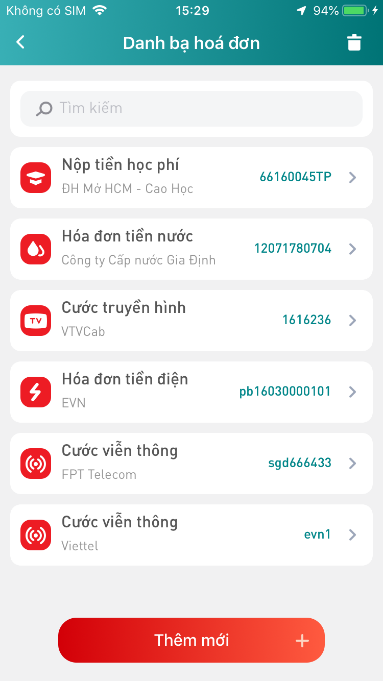 Không có SIM 15:29 94%
Danh bạ hoá đơn
Tìm kiếm
Nộp tiền học phí
ĐH Mở HCM - Cao Học
66160045TP
Hóa đơn tiền nước
Công ty Cấp nước Gia Định
12071780704
Cước truyền hình
VTVCab
1616236
TV
Hóa đơn tiền điện
EVN
pb16030000101
Cước viễn thông
FPT Telecom
sgd666433
Cước viễn thông
Viettel
evn1
Thêm mới +